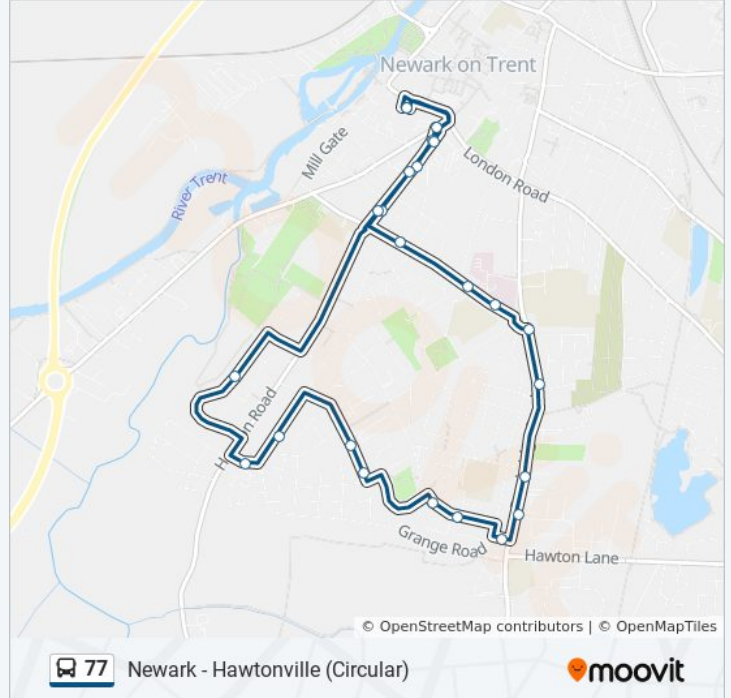 Newark on Trent
Mill Gate
London Road
River Trent
Road
Grange Road
Hawton Lane
© OpenStreetMap contributors | © OpenMapTiles
77 Newark - Hawtonville (Circular)
moovit